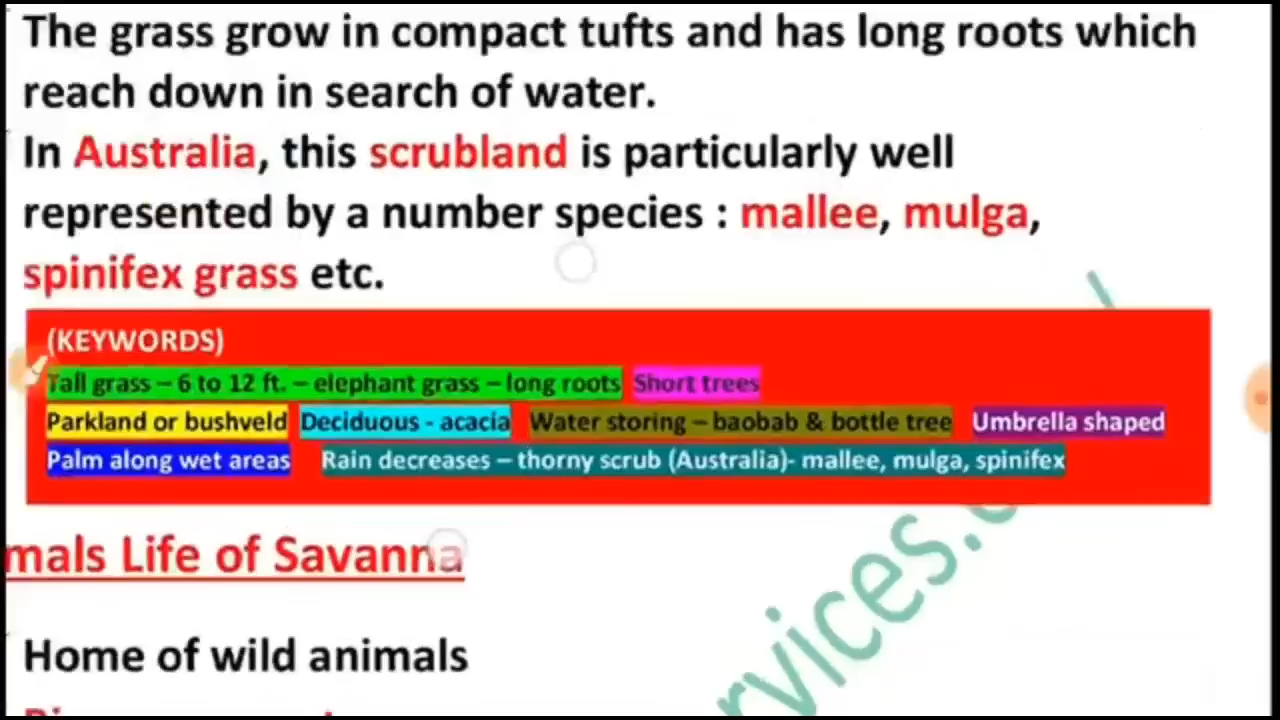 The grass grow in compact tufts and has long roots which
reach down in search of water.
In Australia, this scrubland is particularly well
represented by a number species : mallee, mulga,
spinifex grass etc.
(KEYWORDS)
Tall grass – 6 to 12 ft. – elephant grass – long roots Short trees
Parkland or bushveld Deciduous - acacia Water storing – baobab & bottle tree Umbrella shaped
Palm along wet areas Rain decreases – thorny scrub (Australia)- mallee, mulga, spinifex
mals Life of Savanna
Home of wild animals
rvices.